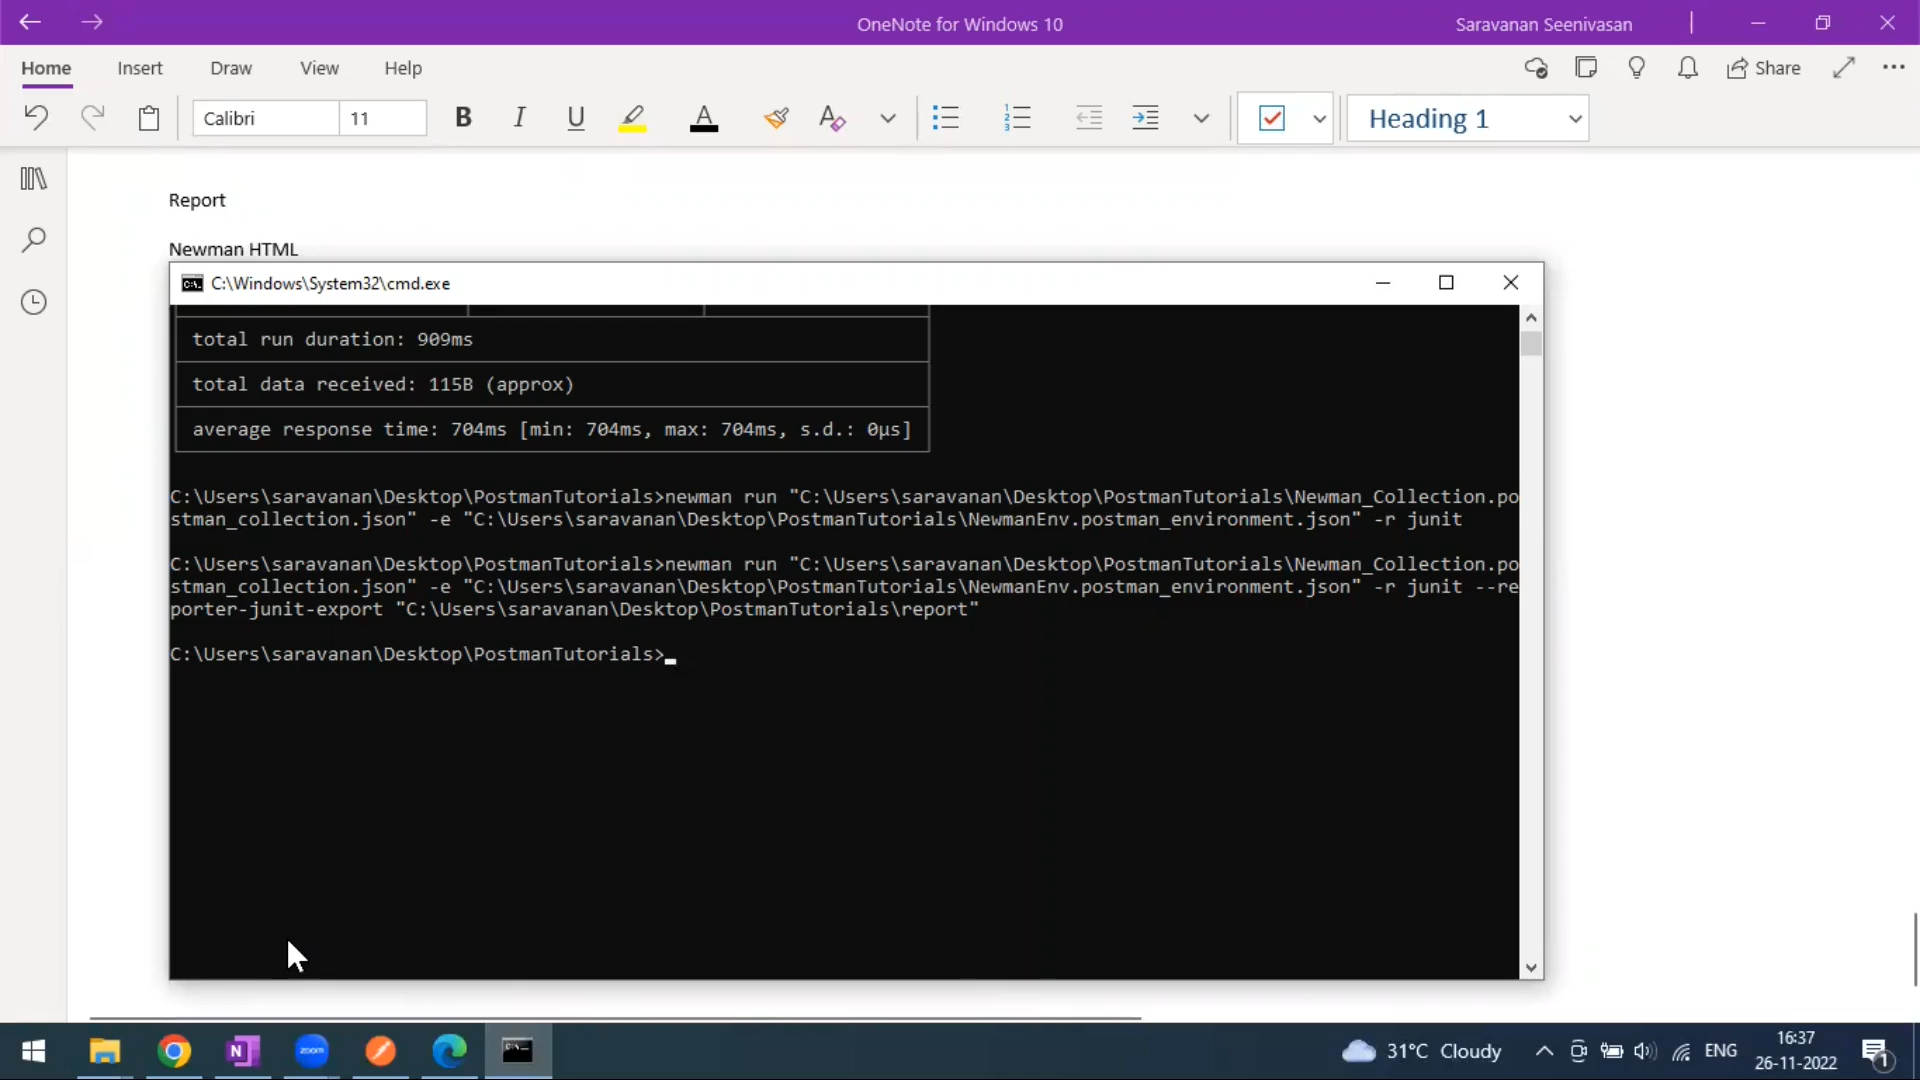 OneNote for Windows 10
Saravanan Seenivasan
Home
Insert
Draw
View
Help
Share
Calibri
11
B
I
U
A
A
Heading 1
Report
Newman HTML
C:\Windows\System32\cmd.exe
total run duration: 909ms
total data received: 115B (approx)
average response time: 704ms [min: 704ms, max: 704ms, s.d.: 0µs]
C:\Users\saravanan\Desktop\PostmanTutorials>newman run "C:\Users\saravanan\Desktop\PostmanTutorials\Newman_Collection.po
stman_collection.json" -e "C:\Users\saravanan\Desktop\PostmanTutorials\NewmanEnv.postman_environment.json" -r junit
C:\Users\saravanan\Desktop\PostmanTutorials>newman run "C:\Users\saravanan\Desktop\PostmanTutorials\Newman_Collection.po
stman_collection.json" -e "C:\Users\saravanan\Desktop\PostmanTutorials\NewmanEnv.postman_environment.json" -r junit --re
porter-junit-export "C:\Users\saravanan\Desktop\PostmanTutorials\report"
C:\Users\saravanan\Desktop\PostmanTutorials>
N
zoom
31°C Cloudy
ENG
16:37
26-11-2022
1